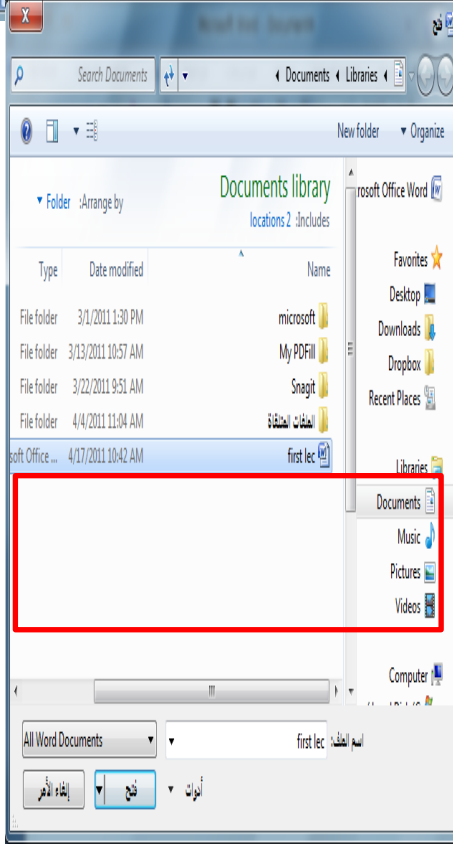 فتح
Documents ◂ Libraries ◂
Search Documents
Organize
New folder
Documents library
Includes: 2 locations
Arrange by: Folder
Name Date modified Type
microsoft 3/1/2011 1:30 PM File folder
My PDFill 3/13/2011 10:57 AM File folder
Snagit 3/22/2011 9:51 AM File folder
الملفات المتلقاة 4/4/2011 11:04 AM File folder
first lec 4/17/2011 10:42 AM soft Office ...
rosoft Office Word
Favorites
Desktop
Downloads
Dropbox
Recent Places
Libraries
Documents
Music
Pictures
Videos
Computer
اسم الملف: first lec
All Word Documents
أدوات
فتح
إلغاء الأمر